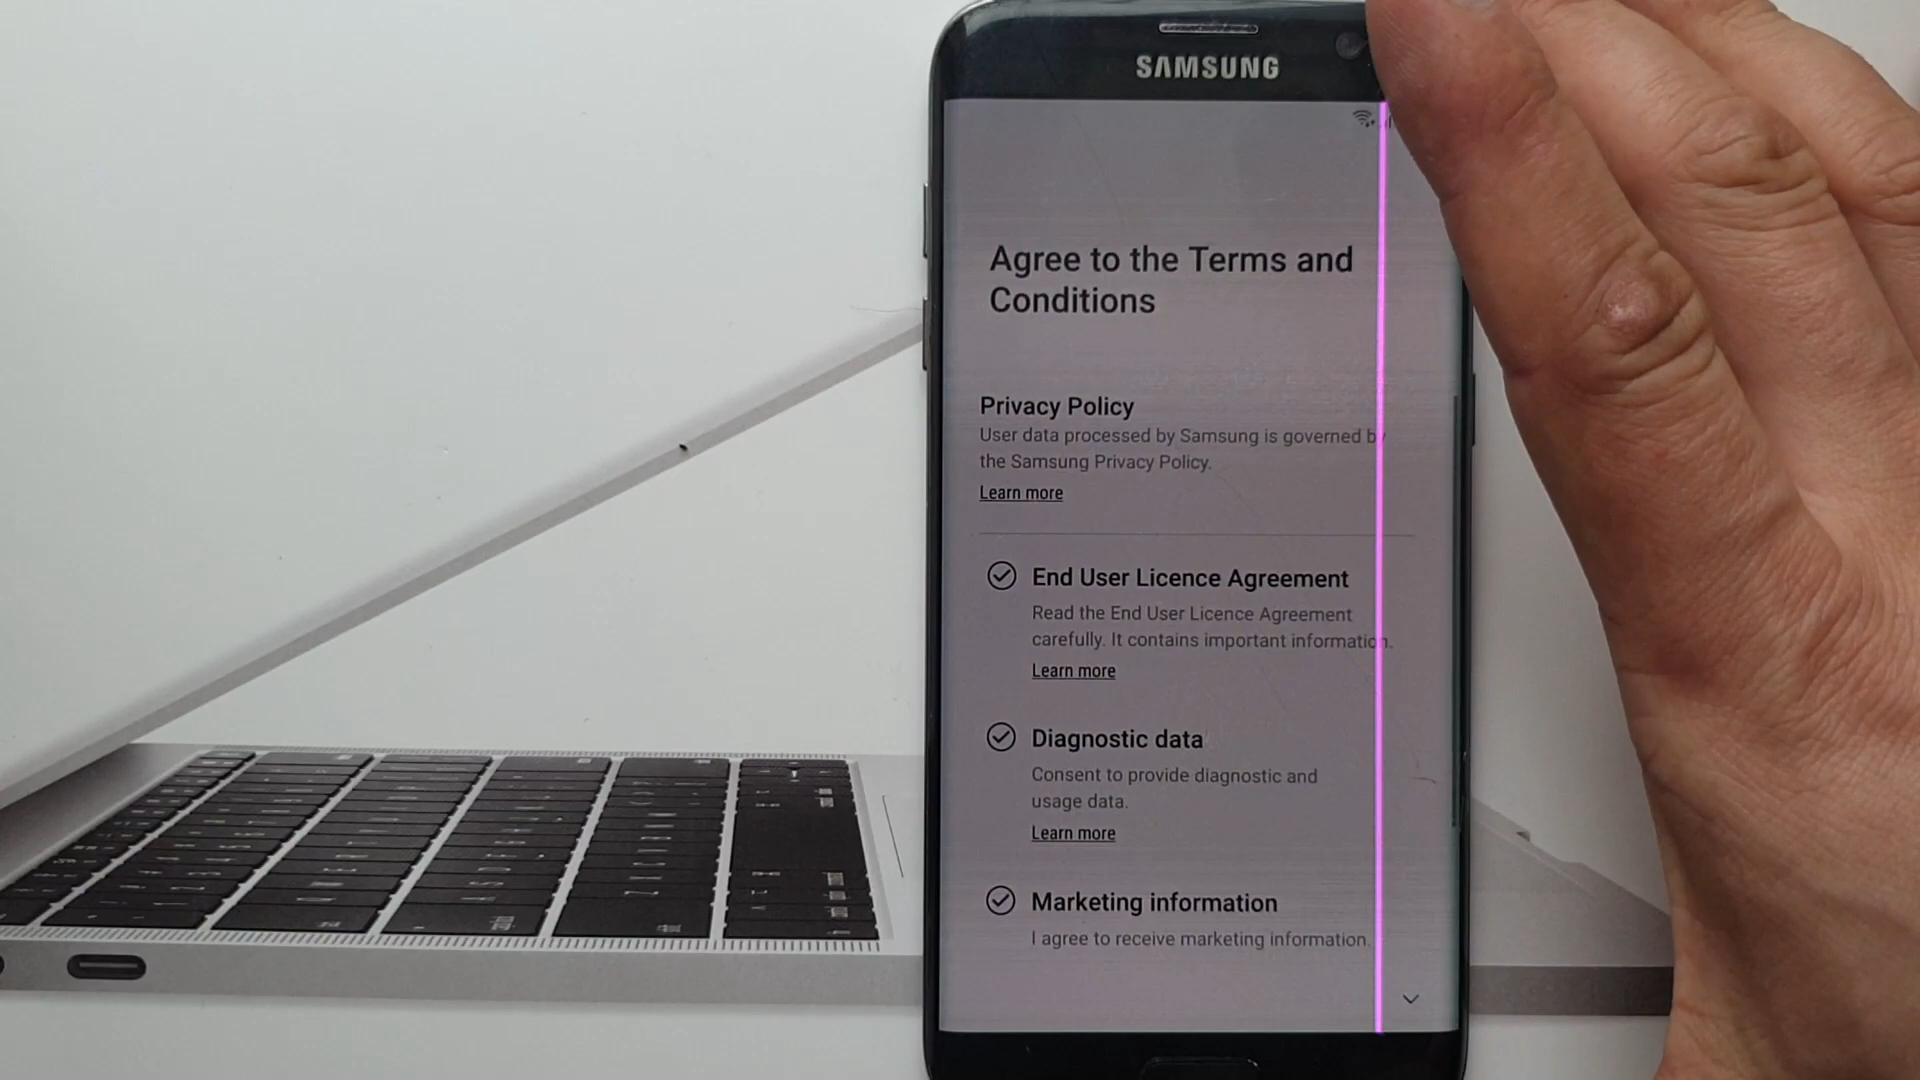 SAMSUNG
Agree to the Terms and
Conditions
Privacy Policy
User data processed by Samsung is governed by
the Samsung Privacy Policy.
Learn more
End User Licence Agreement
Read the End User Licence Agreement
carefully. It contains important information.
Learn more
Diagnostic data
Consent to provide diagnostic and
usage data.
Learn more
Marketing information
I agree to receive marketing information.